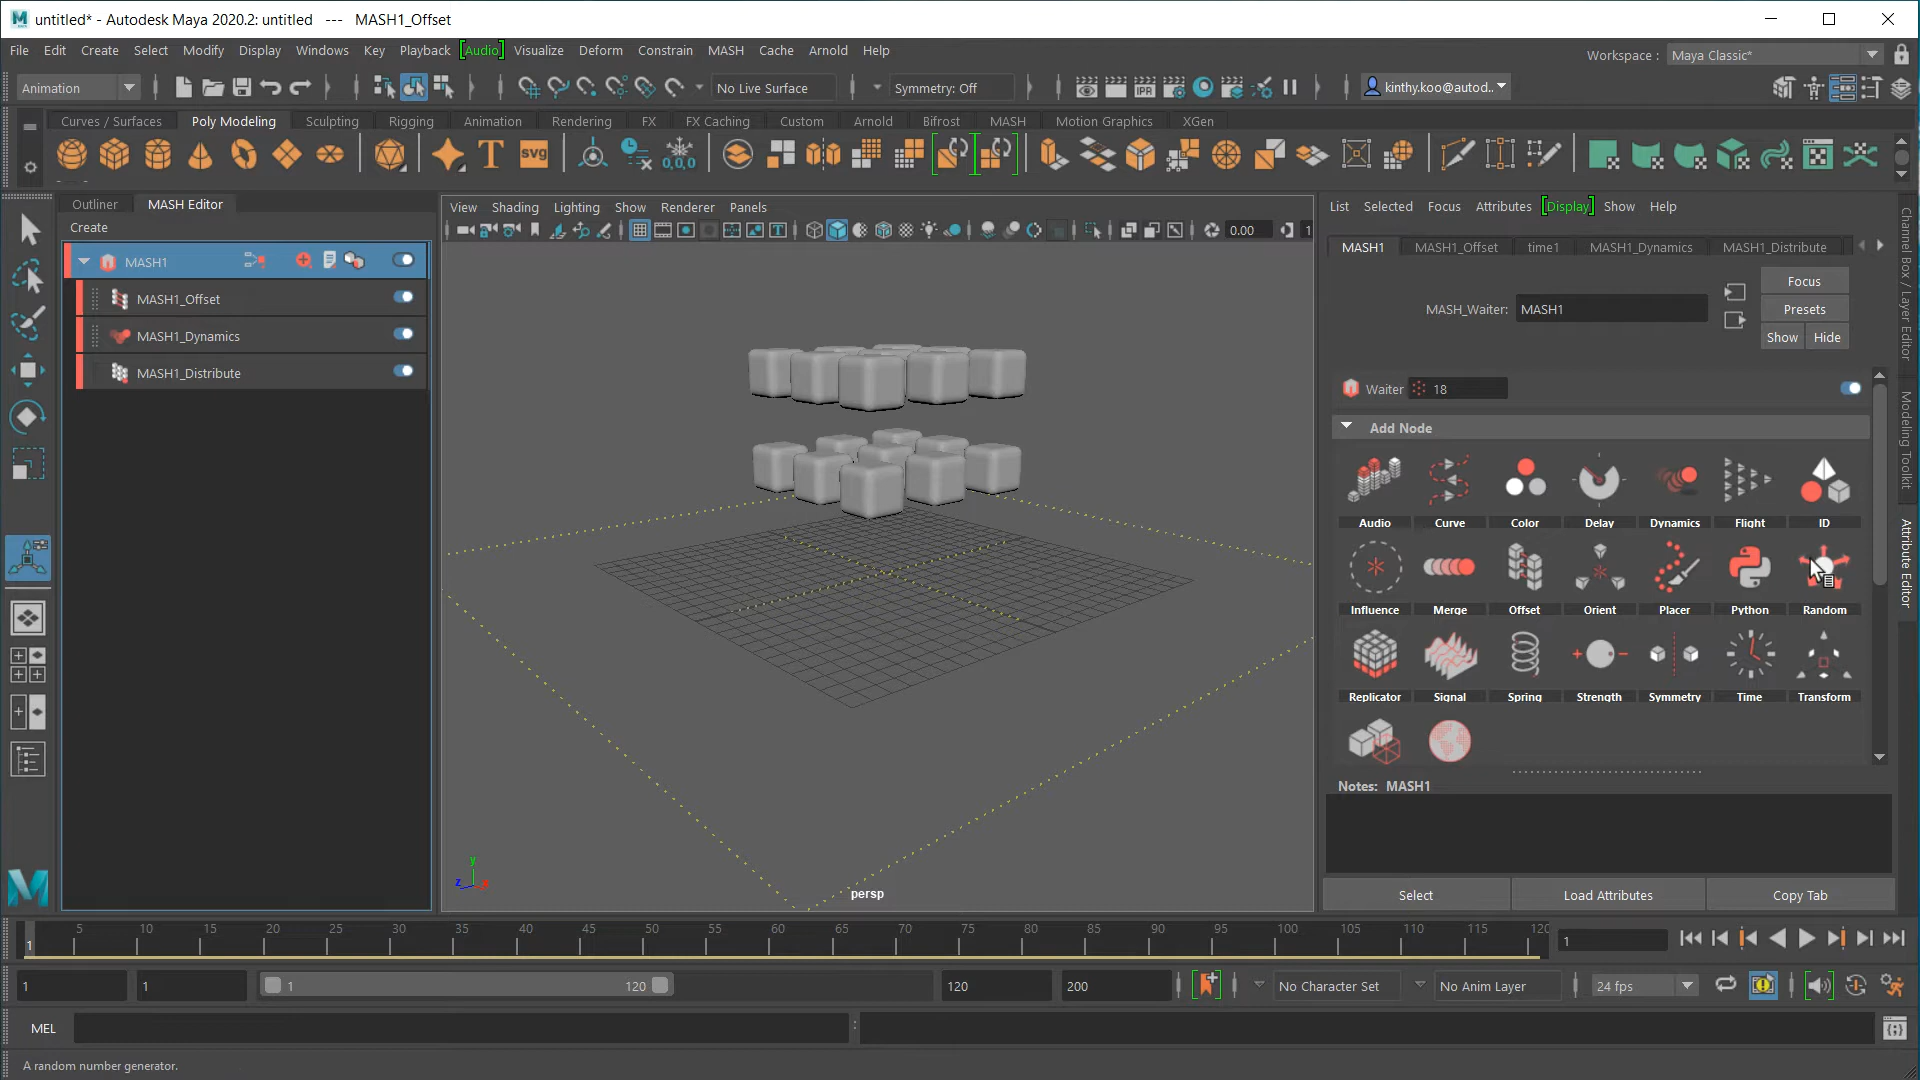 untitled* - Autodesk Maya 2020.2: untitled --- MASH1_Offset
File Edit Create Select Modify Display Windows Key Playback [Audio] Visualize Deform Constrain MASH Cache Arnold Help
Workspace : Maya Classic*
Animation No Live Surface Symmetry: Off kinthy.koo@autod..
Curves / Surfaces Poly Modeling Sculpting Rigging Animation Rendering FX FX Caching Custom Arnold Bifrost MASH Motion Graphics XGen
IPR
T SVG 0,0,0
Outliner MASH Editor
Create
MASH1
MASH1_Offset
MASH1_Dynamics
MASH1_Distribute
View Shading Lighting Show Renderer Panels
0.00 1
y
z
persp
List Selected Focus Attributes [Display] Show Help
MASH1 MASH1_Offset time1 MASH1_Dynamics MASH1_Distribute
MASH_Waiter: MASH1
Focus
Presets
Show Hide
Waiter 18
Add Node
Audio Curve Color Delay Dynamics Flight ID
Influence Merge Offset Orient Placer Python Random
Replicator Signal Spring Strength Symmetry Time Transform
Notes: MASH1
Select Load Attributes Copy Tab
Channel Box / Layer Editor
Modeling Toolkit
Attribute Editor
1 5 10 15 20 25 30 35 40 45 50 55 60 65 70 75 80 85 90 95 100 105 110 115 120
1
1 1 1 120 120 200 No Character Set No Anim Layer 24 fps
MEL
A random number generator.